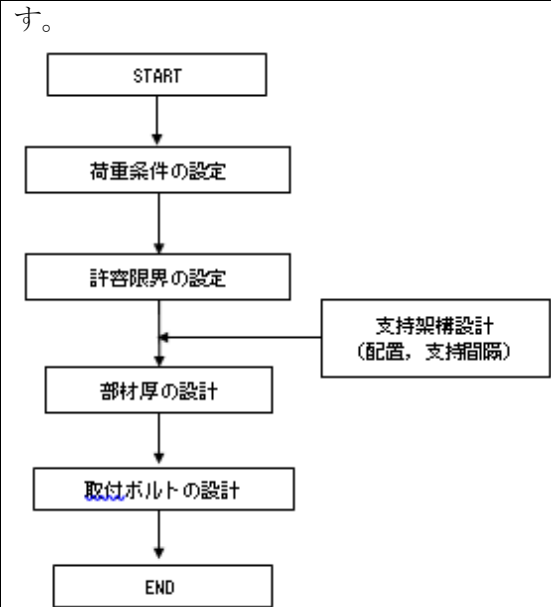 す。
START
荷重条件の設定
許容限界の設定
支持架構設計
(配置，支持間隔)
部材厚の設計
取付ボルトの設計
END